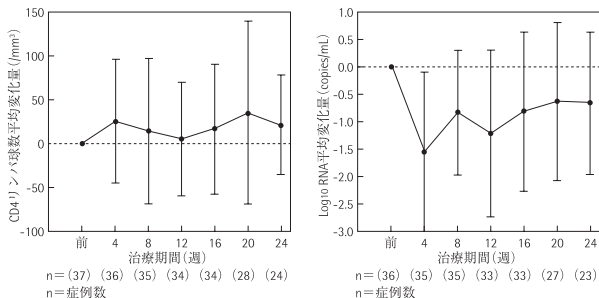 CD4リンパ球数平均変化量(/mm³)
150
100
50
0
-50
-100
前 4 8 12 16 20 24
治療期間(週)
n=(37) (36) (35) (34) (34) (28) (24)
n=症例数
Log10 RNA平均変化量(copies/mL)
1.0
0.5
0.0
-0.5
-1.0
-1.5
-2.0
-2.5
-3.0
前 4 8 12 16 20 24
治療期間(週)
n=(36) (35) (35) (33) (33) (27) (23)
n=症例数